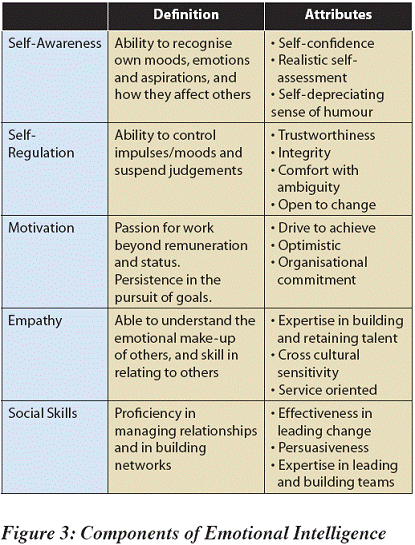 Definition
Attributes
Self-Awareness
Ability to recognise
own moods, emotions
and aspirations, and
how they affect others
• Self-confidence
• Realistic self-
assessment
• Self-depreciating
sense of humour
Self-
Regulation
Ability to control
impulses/moods and
suspend judgements
• Trustworthiness
• Integrity
• Comfort with
ambiguity
• Open to change
Motivation
Passion for work
beyond remuneration
and status.
Persistence in the
pursuit of goals.
• Drive to achieve
• Optimistic
• Organisational
commitment
Empathy
Able to understand the
emotional make-up
of others, and skill in
relating to others
• Expertise in building
and retaining talent
• Cross cultural
sensitivity
• Service oriented
Social Skills
Proficiency in
managing relationships
and in building
networks
• Effectiveness in
leading change
• Persuasiveness
• Expertise in leading
and building teams
Figure 3: Components of Emotional Intelligence